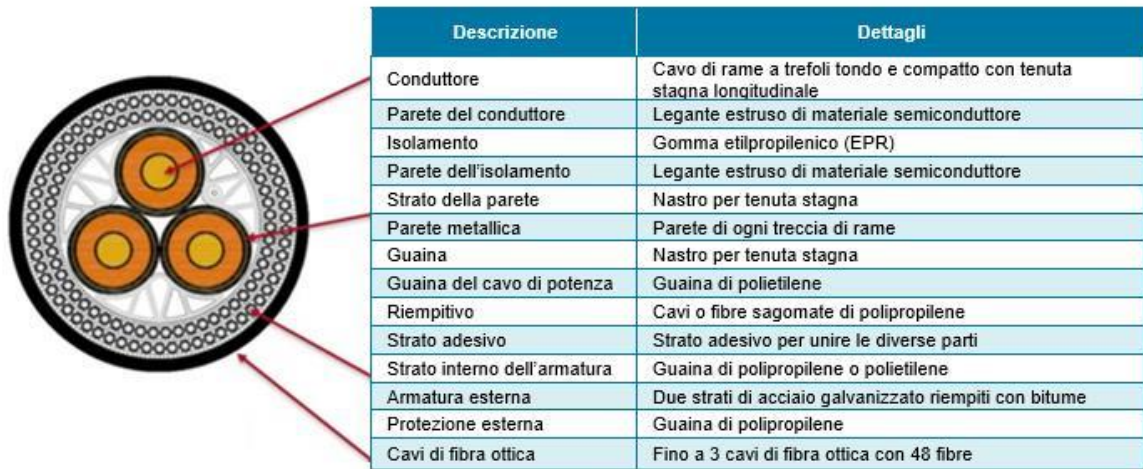 Descrizione Dettagli
Conduttore Cavo di rame a trefoli tondo e compatto con tenuta
stagna longitudinale
Parete del conduttore Legante estruso di materiale semiconduttore
Isolamento Gomma etilpropilenico (EPR)
Parete dell'isolamento Legante estruso di materiale semiconduttore
Strato della parete Nastro per tenuta stagna
Parete metallica Parete di ogni treccia di rame
Guaina Nastro per tenuta stagna
Guaina del cavo di potenza Guaina di polietilene
Riempitivo Cavi o fibre sagomate di polipropilene
Strato adesivo Strato adesivo per unire le diverse parti
Strato interno dell'armatura Guaina di polipropilene o polietilene
Armatura esterna Due strati di acciaio galvanizzato riempiti con bitume
Protezione esterna Guaina di polipropilene
Cavi di fibra ottica Fino a 3 cavi di fibra ottica con 48 fibre